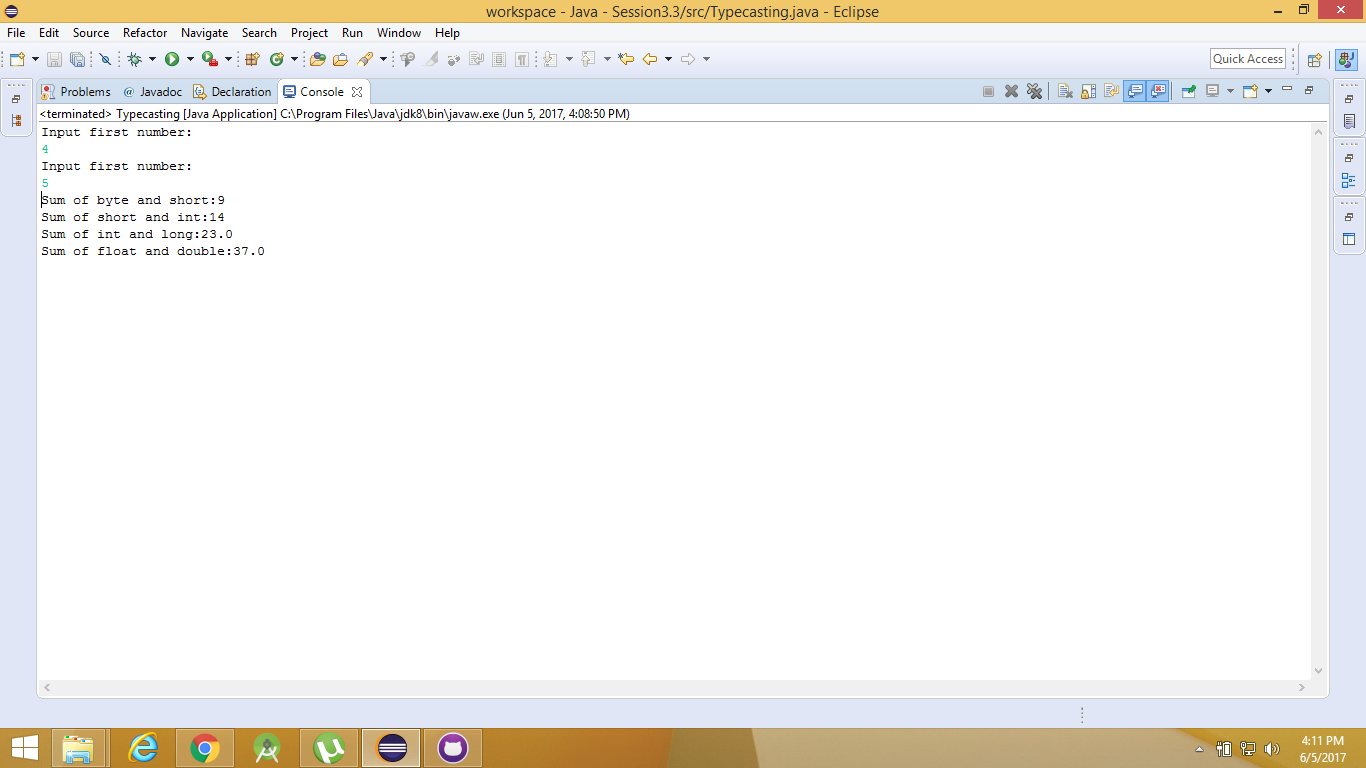 workspace - Java - Session3.3/src/Typecasting.java - Eclipse
File Edit Source Refactor Navigate Search Project Run Window Help
Quick Access
Problems @ Javadoc Declaration Console
<terminated> Typecasting [Java Application] C:\Program Files\Java\jdk8\bin\javaw.exe (Jun 5, 2017, 4:08:50 PM)
Input first number:
4
Input first number:
5
Sum of byte and short:9
Sum of short and int:14
Sum of int and long:23.0
Sum of float and double:37.0
4:11 PM
6/5/2017